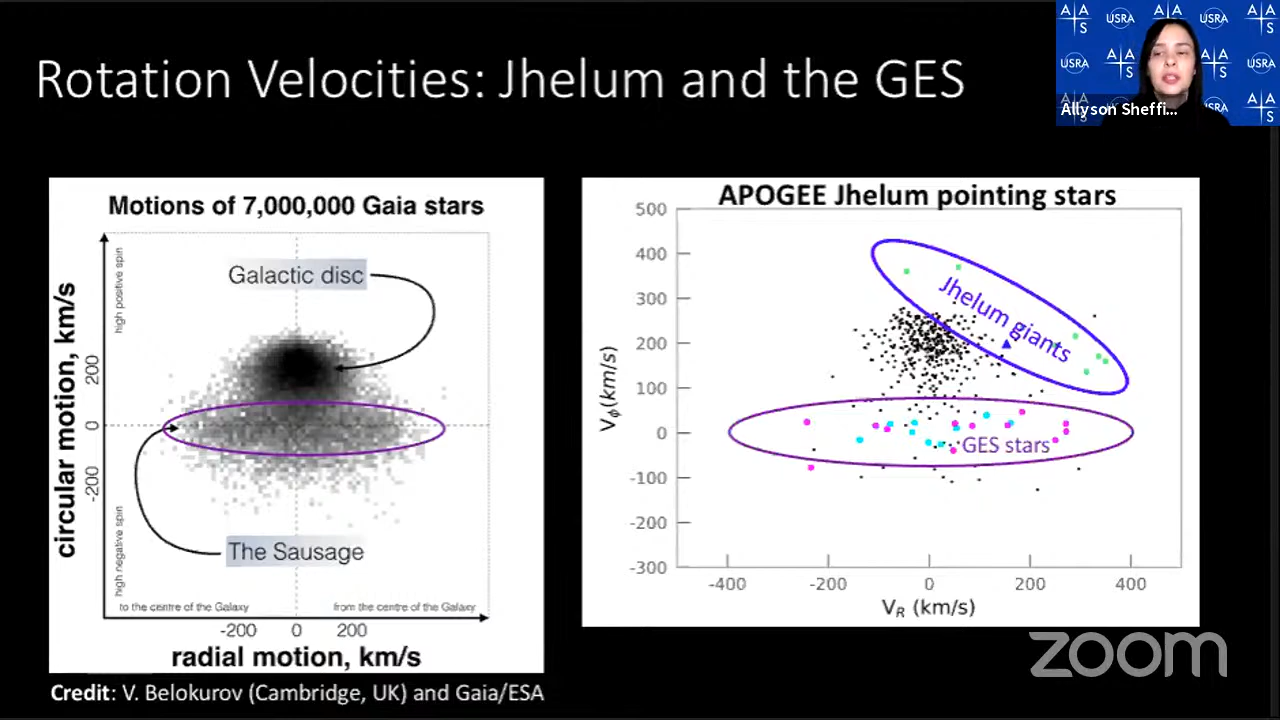 Rotation Velocities: Jhelum and the GES
A A S
USRA
A A S
USRA
A A S
USRA
A A S
A A S
USRA
A A S
USRA
A A S
Allyson Sheffi...
Motions of 7,000,000 Gaia stars
high positive spin
Galactic disc
circular motion, km/s
200
0
-200
high negative spin
The Sausage
to the centre of the Galaxy
from the centre of the Galaxy
-200 0 200
radial motion, km/s
Credit: V. Belokurov (Cambridge, UK) and Gaia/ESA
APOGEE Jhelum pointing stars
500
400
300
200
100
0
-100
-200
-300
Vϕ(km/s)
Jhelum giants
GES stars
-400 -200 0 200 400
VR (km/s)
zoom